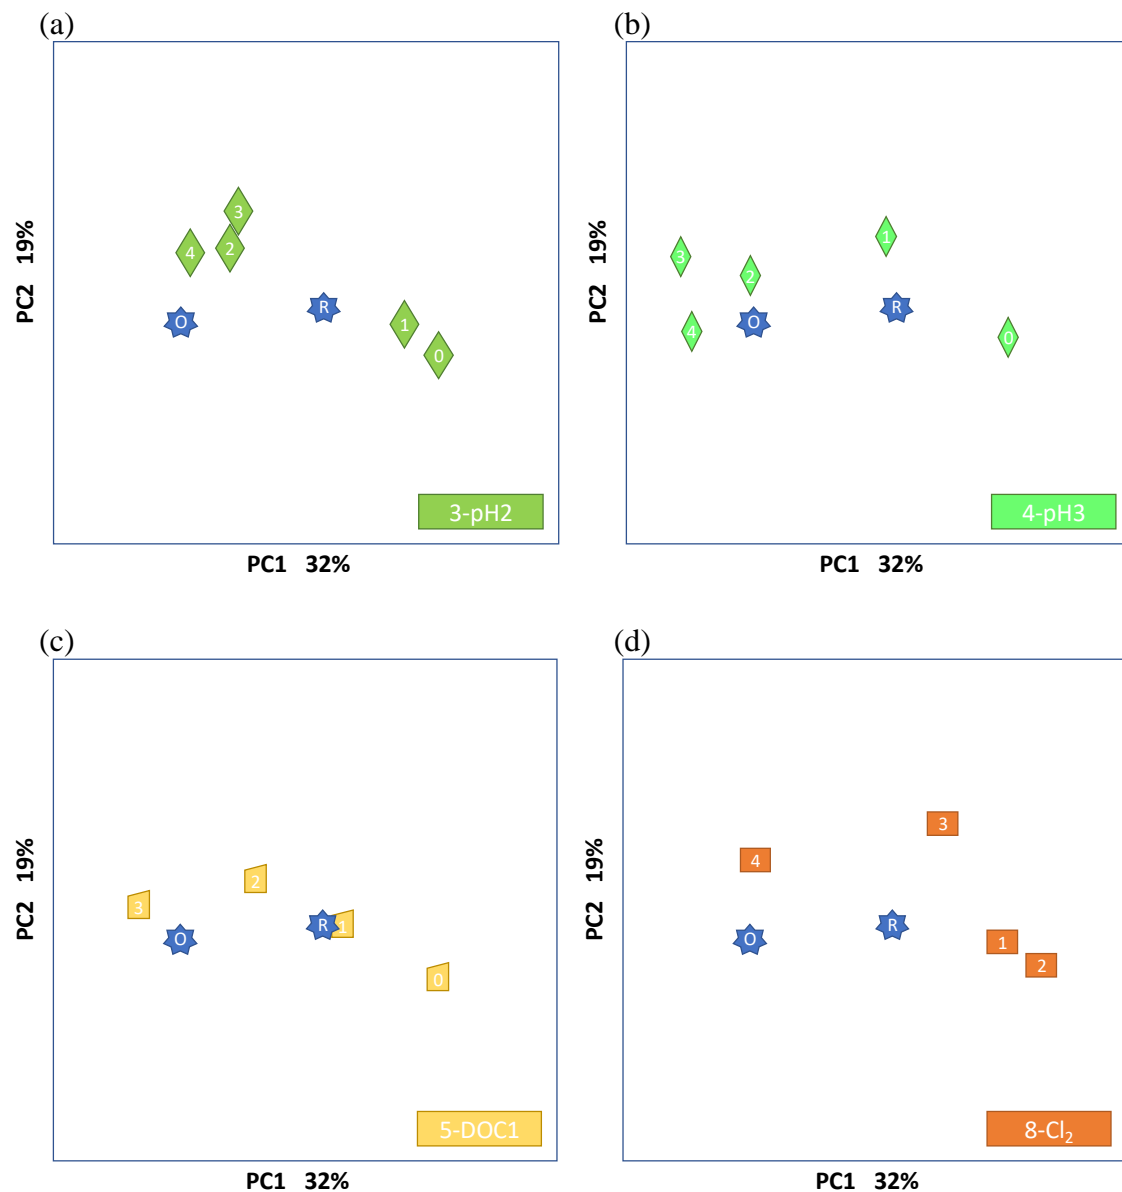 (a)
(b)
PC2 19%
3
2
4
O
R
1
0
3-pH2
PC1 32%
PC2 19%
1
3
2
4
O
R
0
4-pH3
PC1 32%
(c)
(d)
PC2 19%
2
3
O
R
1
0
5-DOC1
PC1 32%
PC2 19%
3
4
O
R
1
2
8-Cl₂
PC1 32%